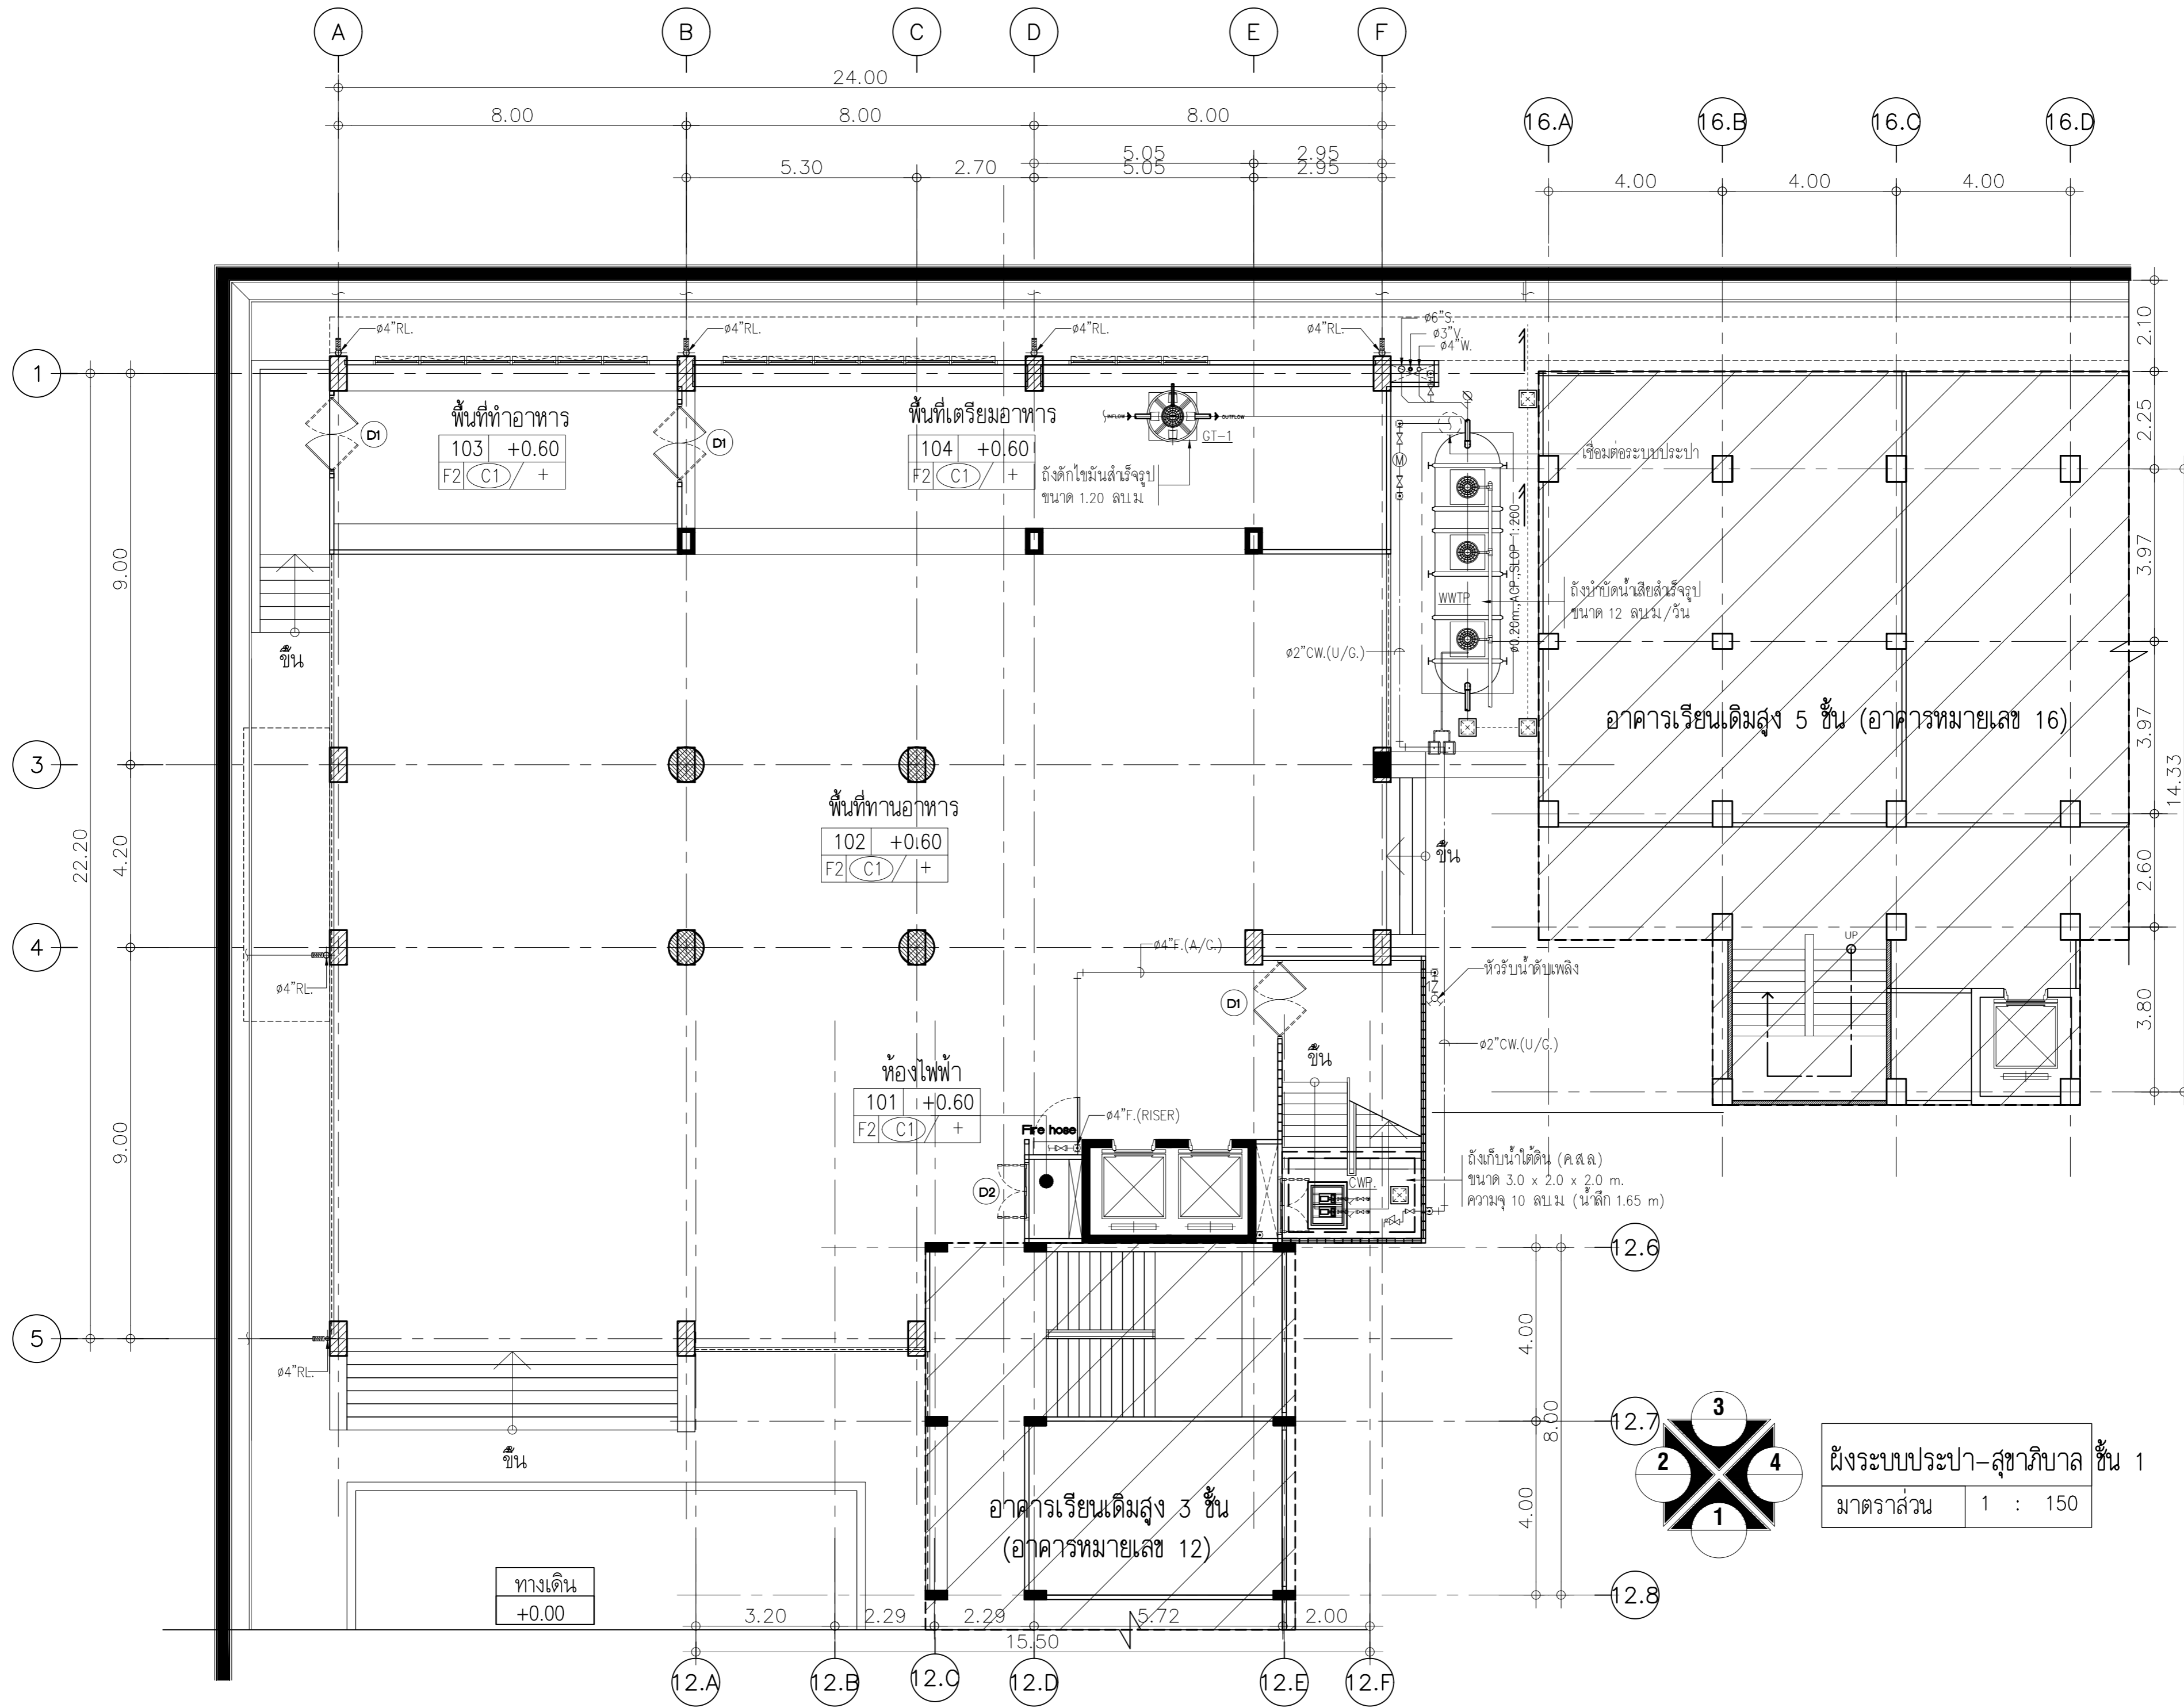 A B C D E F
24.00
8.00 8.00 8.00
16.A 16.B 16.C 16.D
5.05 2.95
5.30 2.70 5.05 2.95
4.00 4.00 4.00
2.10
ø4"RL. ø4"RL. ø4"RL. ø4"RL.
ø6"S.
ø3"V.
ø4"W.
1
พื้นที่ทำอาหาร
103 +0.60
F2 C1 +
D1
D1
พื้นที่เตรียมอาหาร
104 +0.60
F2 C1 +
INFLOW
OUTFLOW
GT-1
ถังดักไขมันสำเร็จรูป
ขนาด 1.20 ลบ.ม.
M
เชื่อมต่อระบบประปา
2.25
9.00
ø0.20m.,ACP.,SLOP 1:200
3.97
WWTP
ถังบำบัดน้ำเสียสำเร็จรูป
ขนาด 12 ลบ.ม./วัน
ø2"CW.(U/G.)
ขึ้น
อาคารเรียนเดิมสูง 5 ชั้น (อาคารหมายเลข 16)
3.97
14.33
3
พื้นที่ทานอาหาร
102 +0.60
F2 C1 +
22.20
4.20
ขึ้น
2.60
4
ø4"F.(A/C.)
UP
ø4"RL.
หัวรับน้ำดับเพลิง
D1
3.80
ø2"CW.(U/G.)
ขึ้น
ห้องไฟฟ้า
101 +0.60
F2 C1 +
9.00
ø4"F.(RISER)
Fire hose
D2
CWP.
ถังเก็บน้ำใต้ดิน (ค.ส.ล.)
ขนาด 3.0 x 2.0 x 2.0 m.
ความจุ 10 ลบ.ม. (น้ำลึก 1.65 m)
12.6
5
ø4"RL.
4.00
8.00
12.7
ขึ้น
3
2 4
1
ผังระบบประปา-สุขาภิบาล ชั้น 1
มาตราส่วน 1 : 150
4.00
อาคารเรียนเดิมสูง 3 ชั้น
(อาคารหมายเลข 12)
ทางเดิน
+0.00
12.8
3.20 2.29 2.29 5.72 2.00
15.50
12.A 12.B 12.C 12.D 12.E 12.F